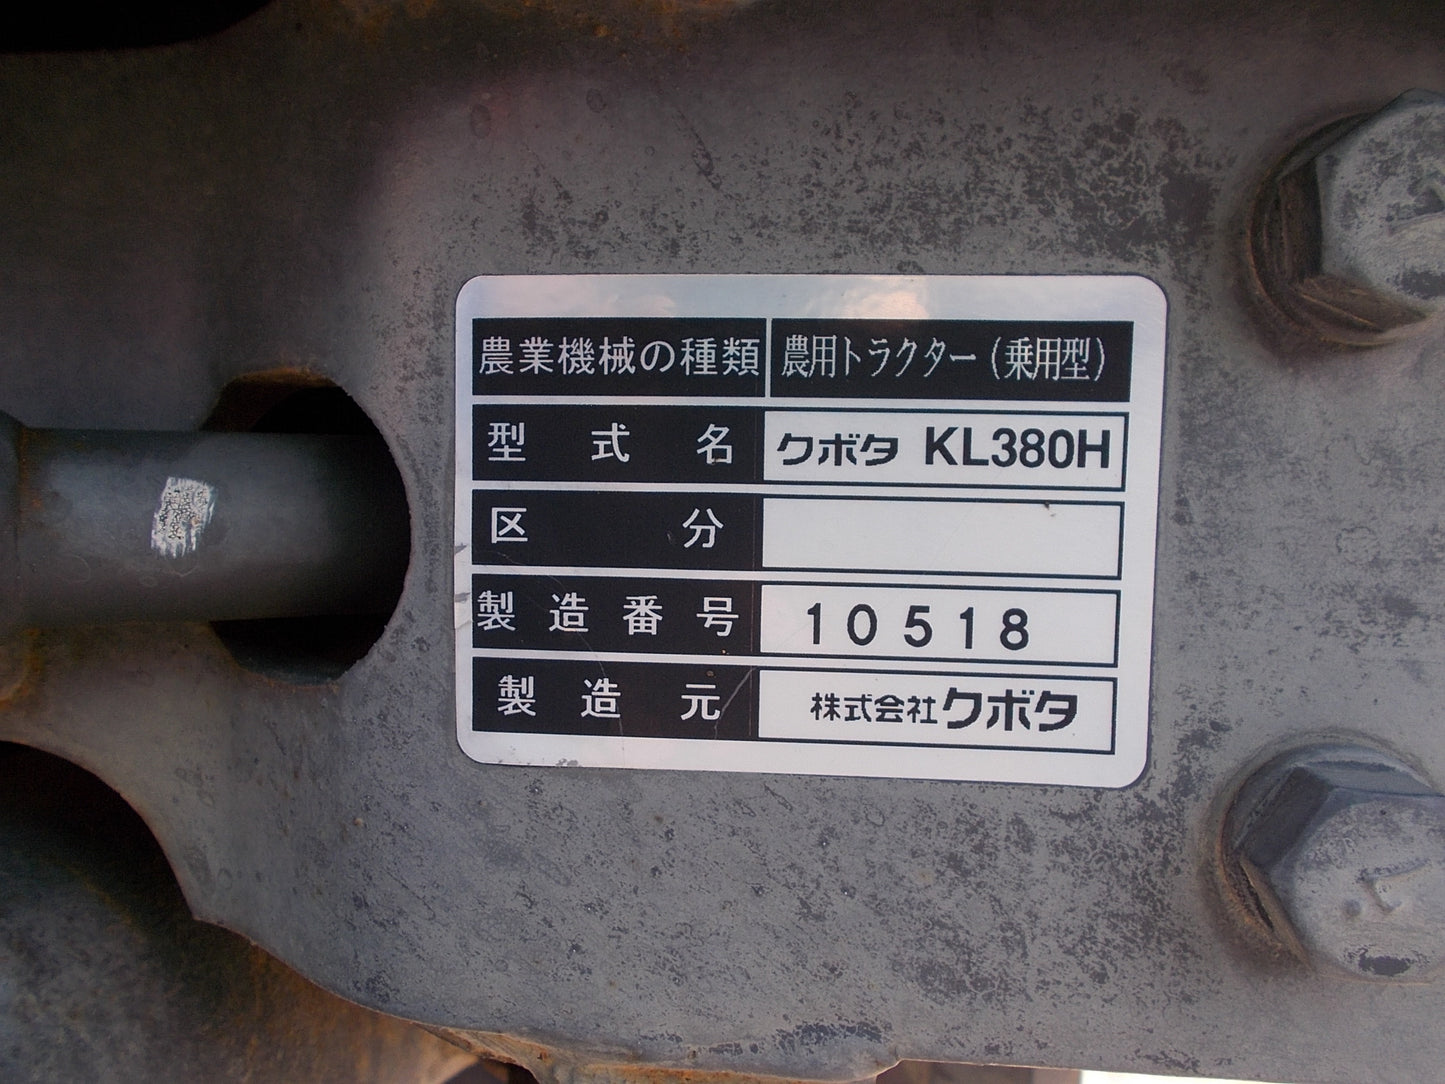 農業機械の種類 農用トラクター(乗用型)
型式名 クボタ KL380H
区分
製造番号 10518
製造元 株式会社クボタ